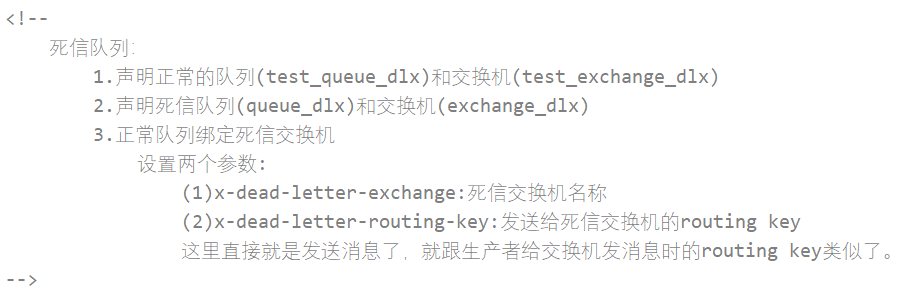 <!--
死信队列:
1.声明正常的队列(test_queue_dlx)和交换机(test_exchange_dlx)
2.声明死信队列(queue_dlx)和交换机(exchange_dlx)
3.正常队列绑定死信交换机
设置两个参数:
(1)x-dead-letter-exchange:死信交换机名称
(2)x-dead-letter-routing-key:发送给死信交换机的routing key
这里直接就是发送消息了，就跟生产者给交换机发消息时的routing key类似了。
-->